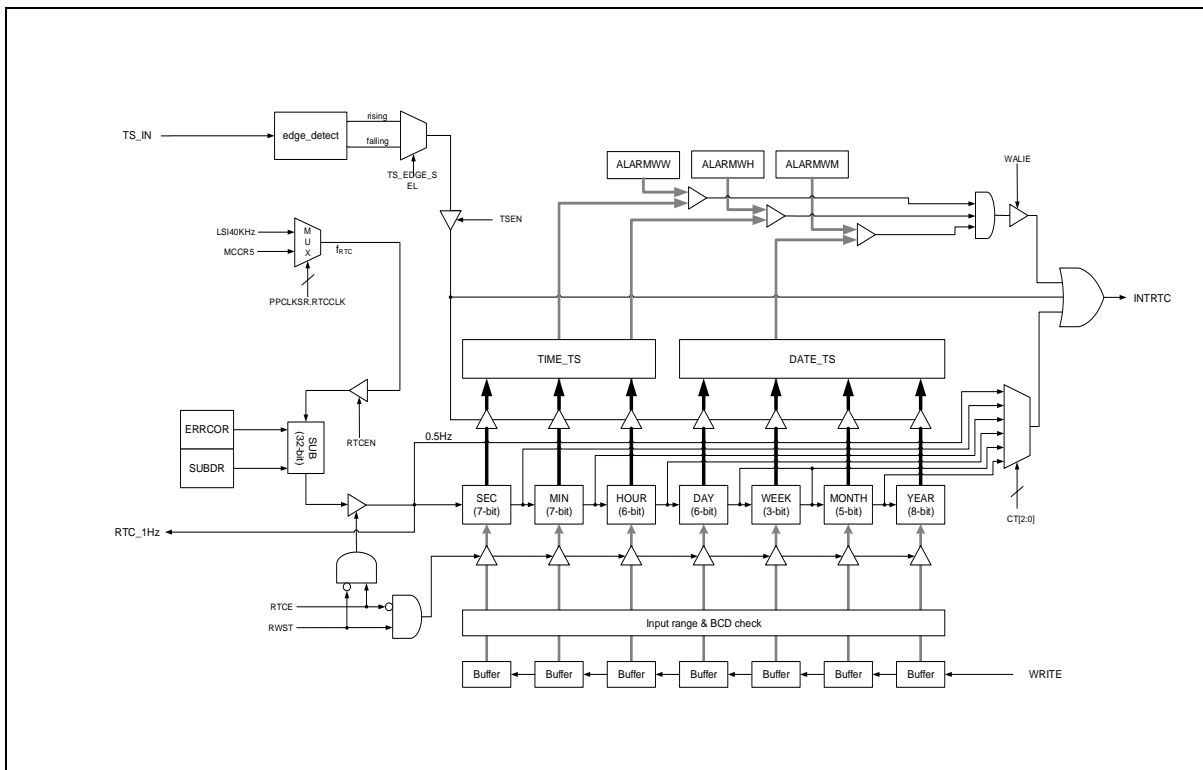 TS_IN
edge_detect
rising
falling
TS_EDGE_S
EL
TSEN
ALARMWW
ALARMWH
ALARMWM
WALIE
LSI40KHz
MCCR5
M
U
X
fRTC
PPCLKSR.RTCCLK
INTRTC
TIME_TS
DATE_TS
RTCEN
ERRCOR
SUBDR
SUB
(32-bit)
0.5Hz
SEC
(7-bit)
MIN
(7-bit)
HOUR
(6-bit)
DAY
(6-bit)
WEEK
(3-bit)
MONTH
(5-bit)
YEAR
(8-bit)
CT[2:0]
RTC_1Hz
RTCE
RWST
Input range & BCD check
Buffer
Buffer
Buffer
Buffer
Buffer
Buffer
Buffer
WRITE